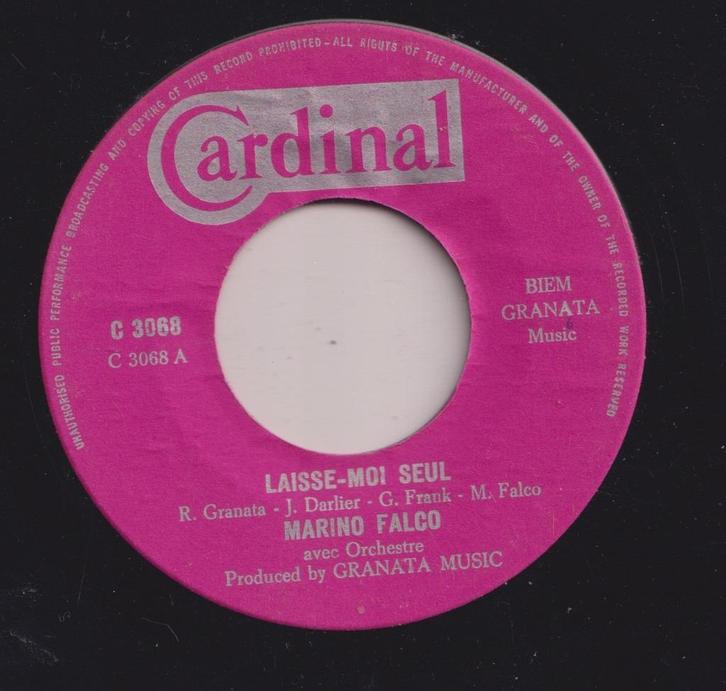 UNAUTHORISED PUBLIC PERFORMANCE BROADCASTING AND COPYING OF THIS RECORD PROHIBITED - ALL RIGHTS OF THE MANUFACTURER AND OF THE OWNER OF THE RECORDED WORK RESERVED
Cardinal
C 3068
C 3068 A
BIEM
GRANATA
Music
LAISSE-MOI SEUL
R. Granata - J. Darlier - G. Frank - M. Falco
MARINO FALCO
avec Orchestre
Produced by GRANATA MUSIC